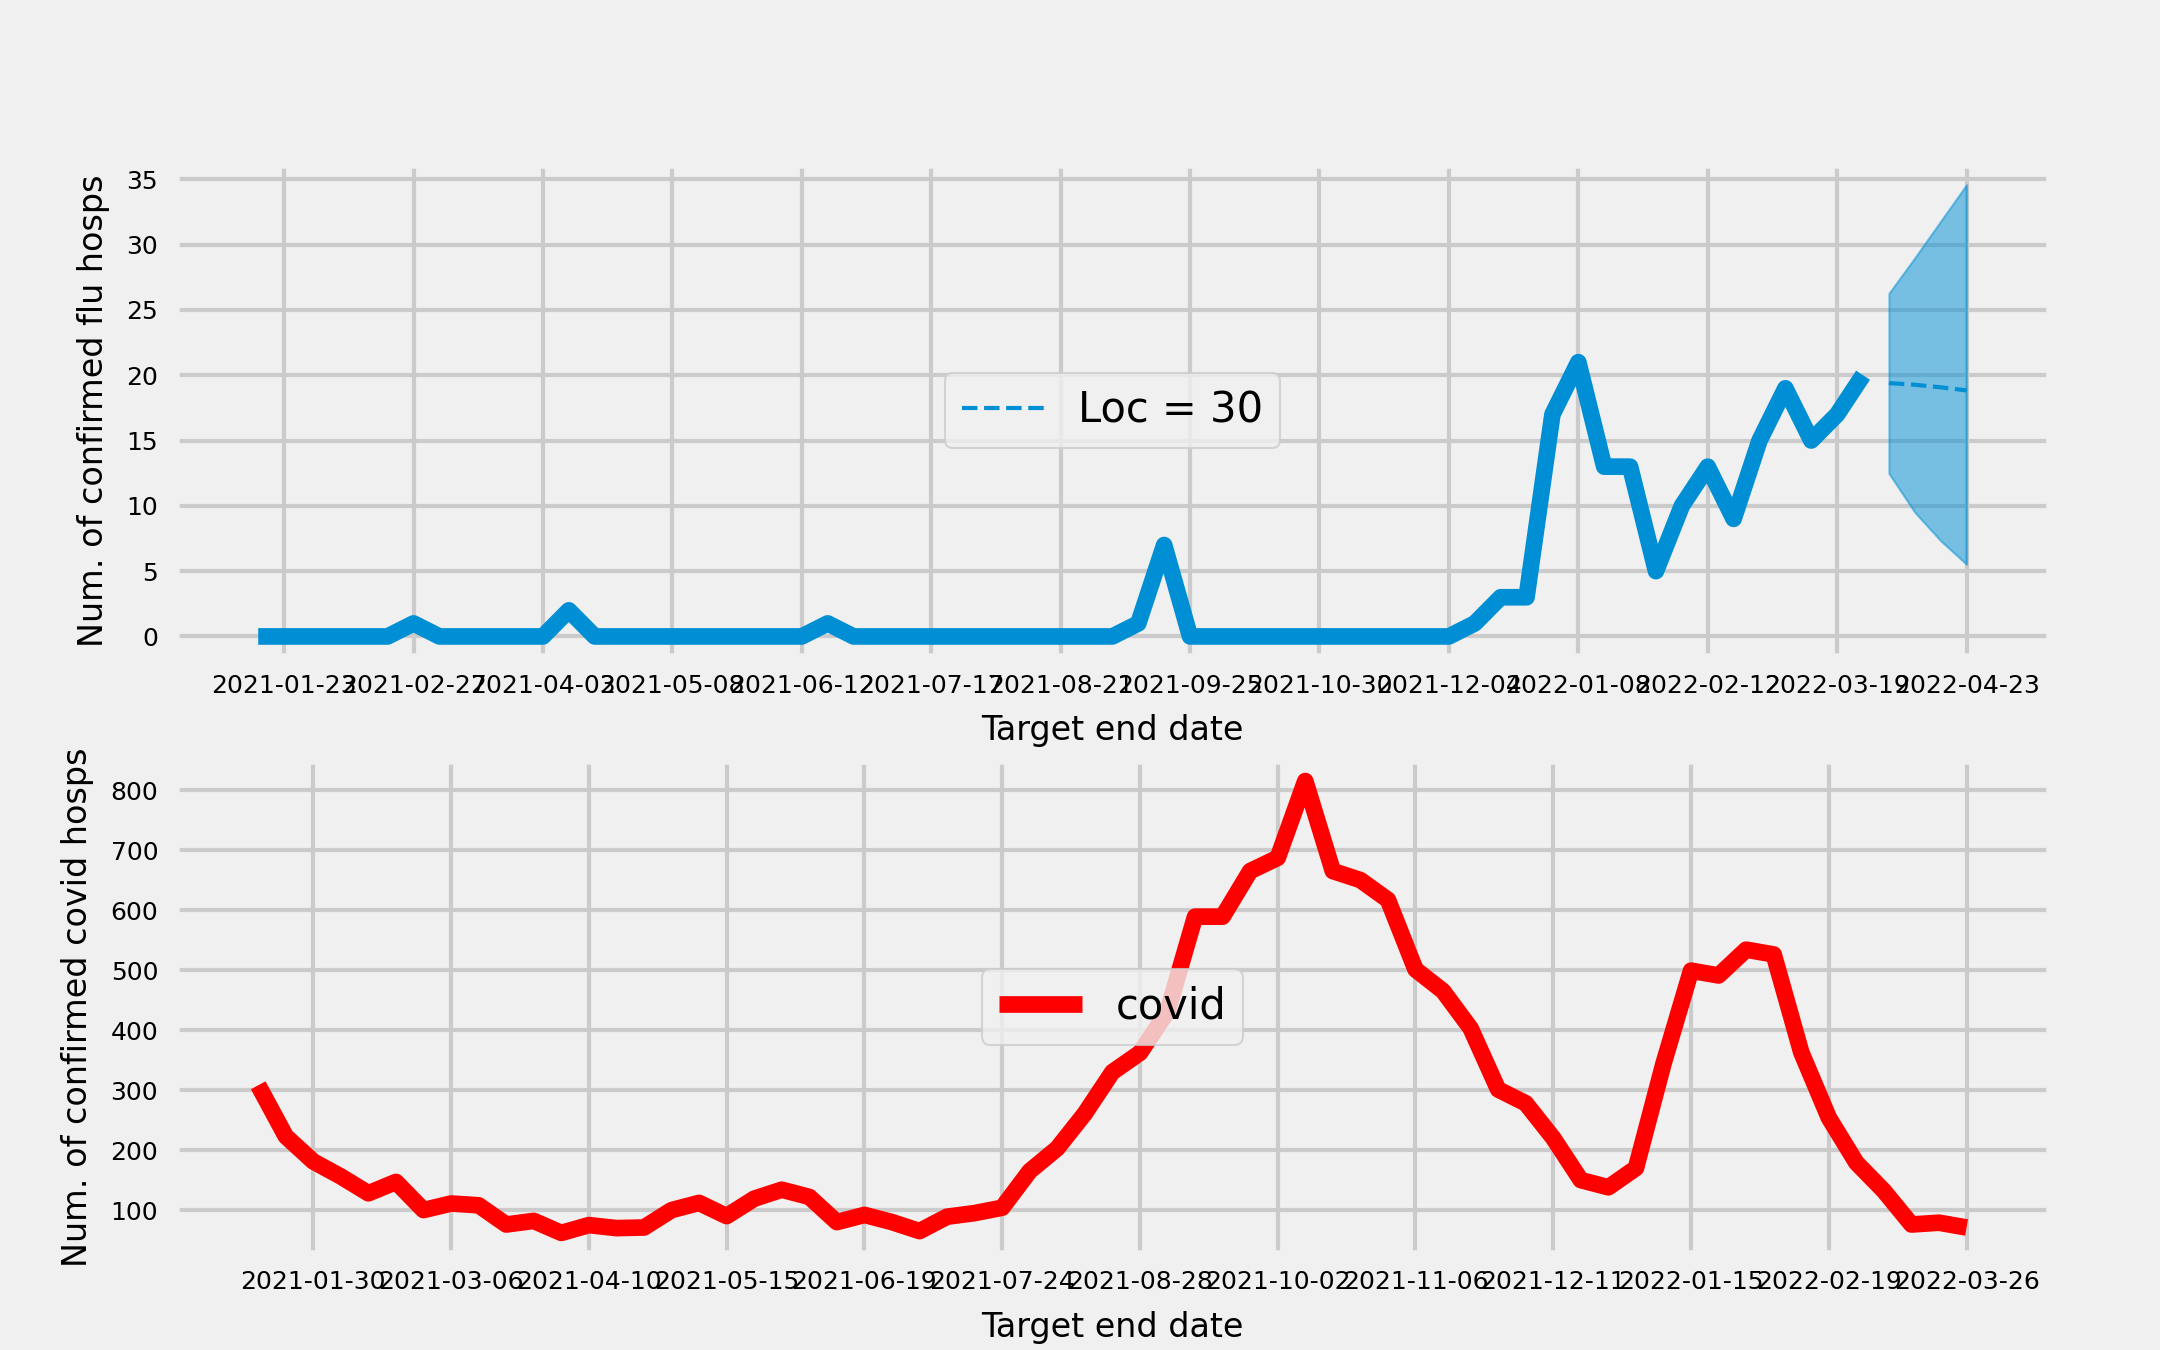 Num. of confirmed flu hosps
35
30
25
20
15
10
5
0
Loc = 30
2021-01-23 2021-02-27 2021-04-03 2021-05-08 2021-06-12 2021-07-17 2021-08-21 2021-09-25 2021-10-30 2021-12-04 2022-01-08 2022-02-12 2022-03-19 2022-04-23
Target end date
Num. of confirmed covid hosps
800
700
600
500
400
300
200
100
covid
2021-01-30 2021-03-06 2021-04-10 2021-05-15 2021-06-19 2021-07-24 2021-08-28 2021-10-02 2021-11-06 2021-12-11 2022-01-15 2022-02-19 2022-03-26
Target end date